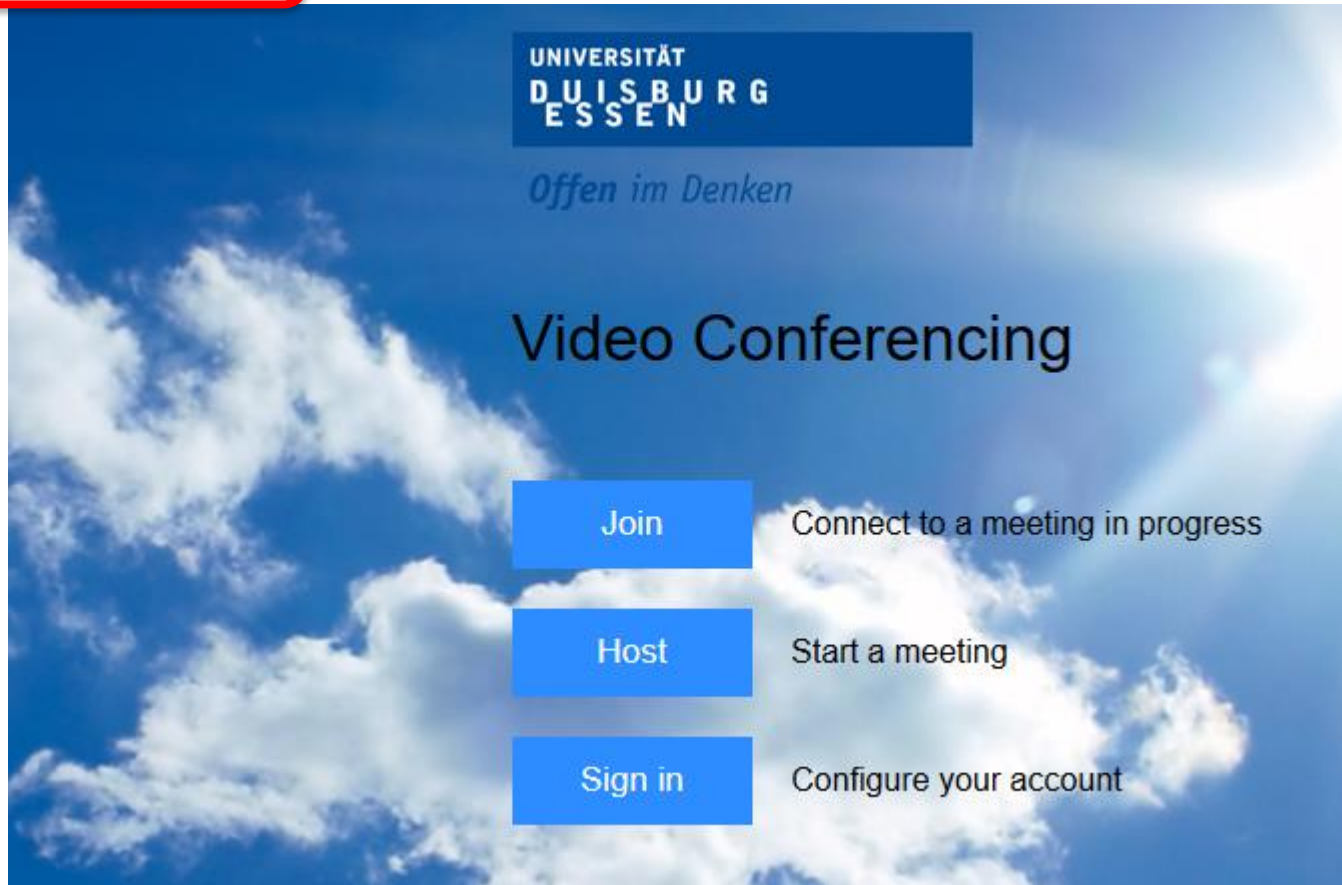 UNIVERSITÄT
DUISBURG
ESSEN
Offen im Denken
Video Conferencing
Join Connect to a meeting in progress
Host Start a meeting
Sign in Configure your account